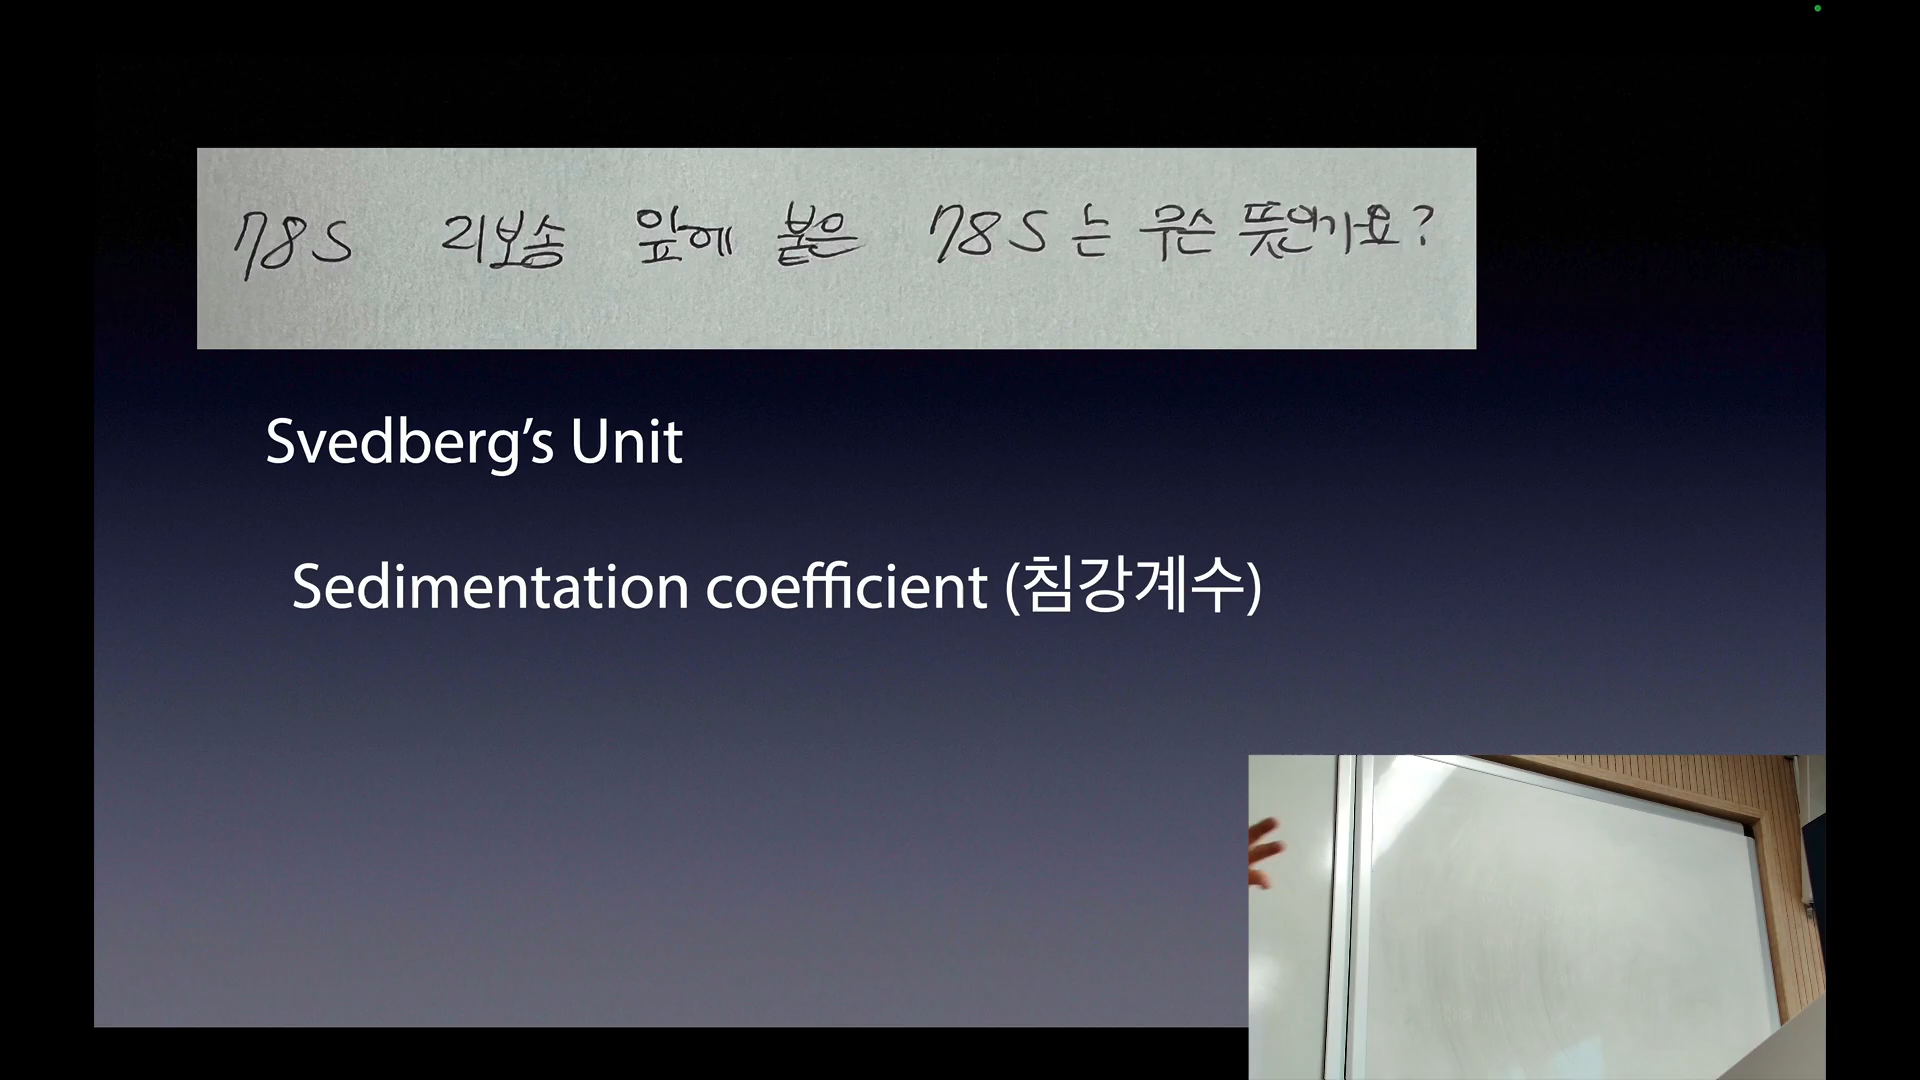 78S 리보솜 앞에 붙은 78S는 무슨 뜻인가요?
Svedberg's Unit
Sedimentation coefficient (침강계수)